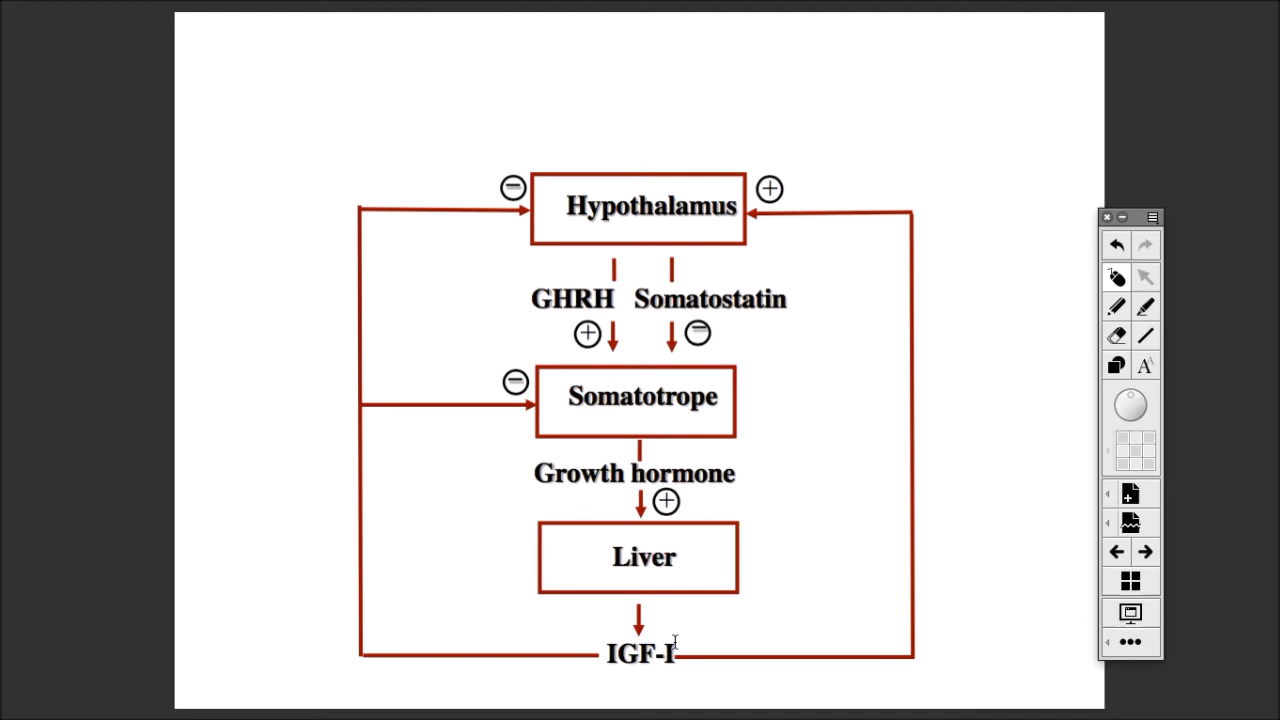 Hypothalamus
GHRH Somatostatin
Somatotrope
Growth hormone
Liver
IGF-I